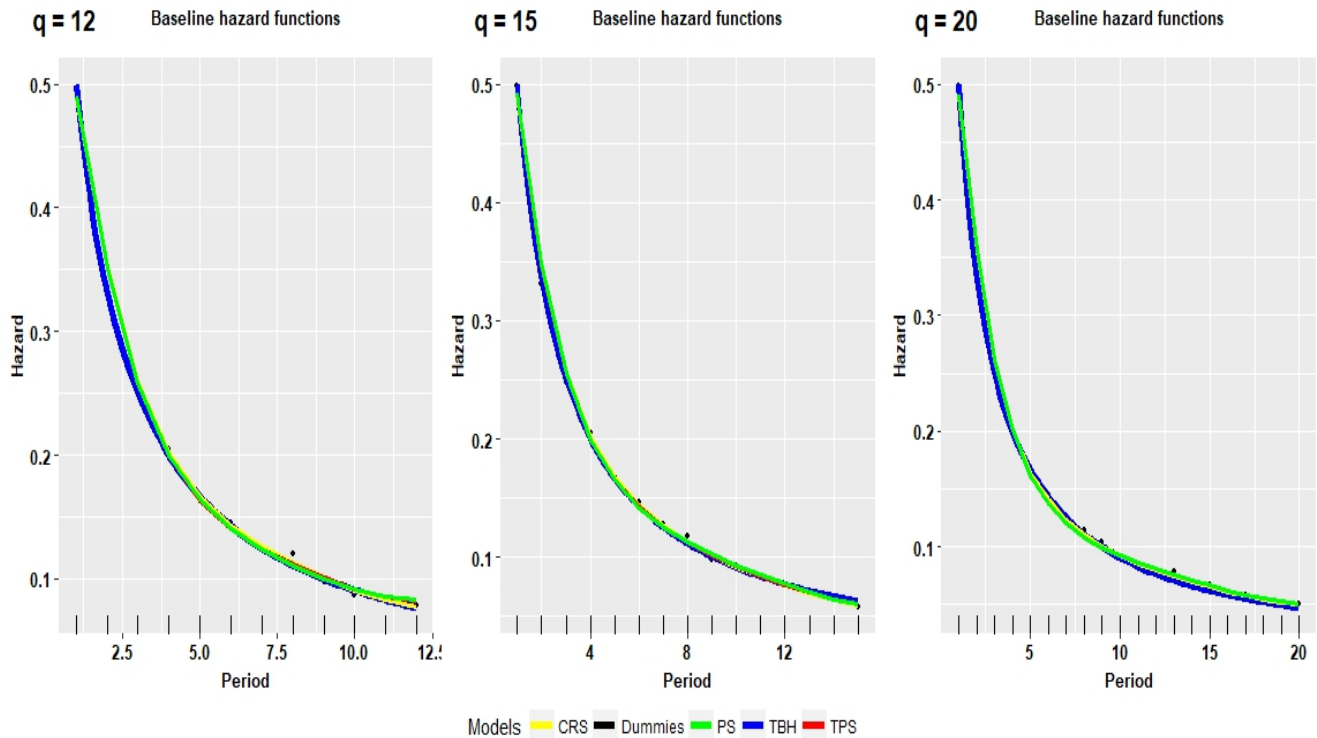 q = 12 Baseline hazard functions
0.5
0.4
0.3
0.2
0.1
Hazard
2.5 5.0 7.5 10.0 12.5
Period
q = 15 Baseline hazard functions
0.5
0.4
0.3
0.2
0.1
Hazard
4 8 12
Period
q = 20 Baseline hazard functions
0.5
0.4
0.3
0.2
0.1
Hazard
5 10 15 20
Period
Models CRS Dummies PS TBH TPS